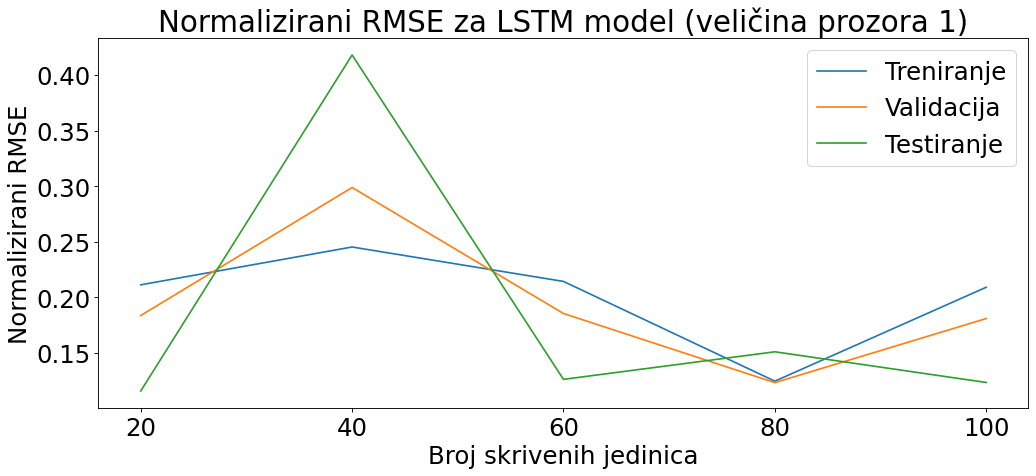 Normalizirani RMSE za LSTM model (veličina prozora 1)
Treniranje
Validacija
Testiranje
Normalizirani RMSE
0.40
0.35
0.30
0.25
0.20
0.15
20 40 60 80 100
Broj skrivenih jedinica